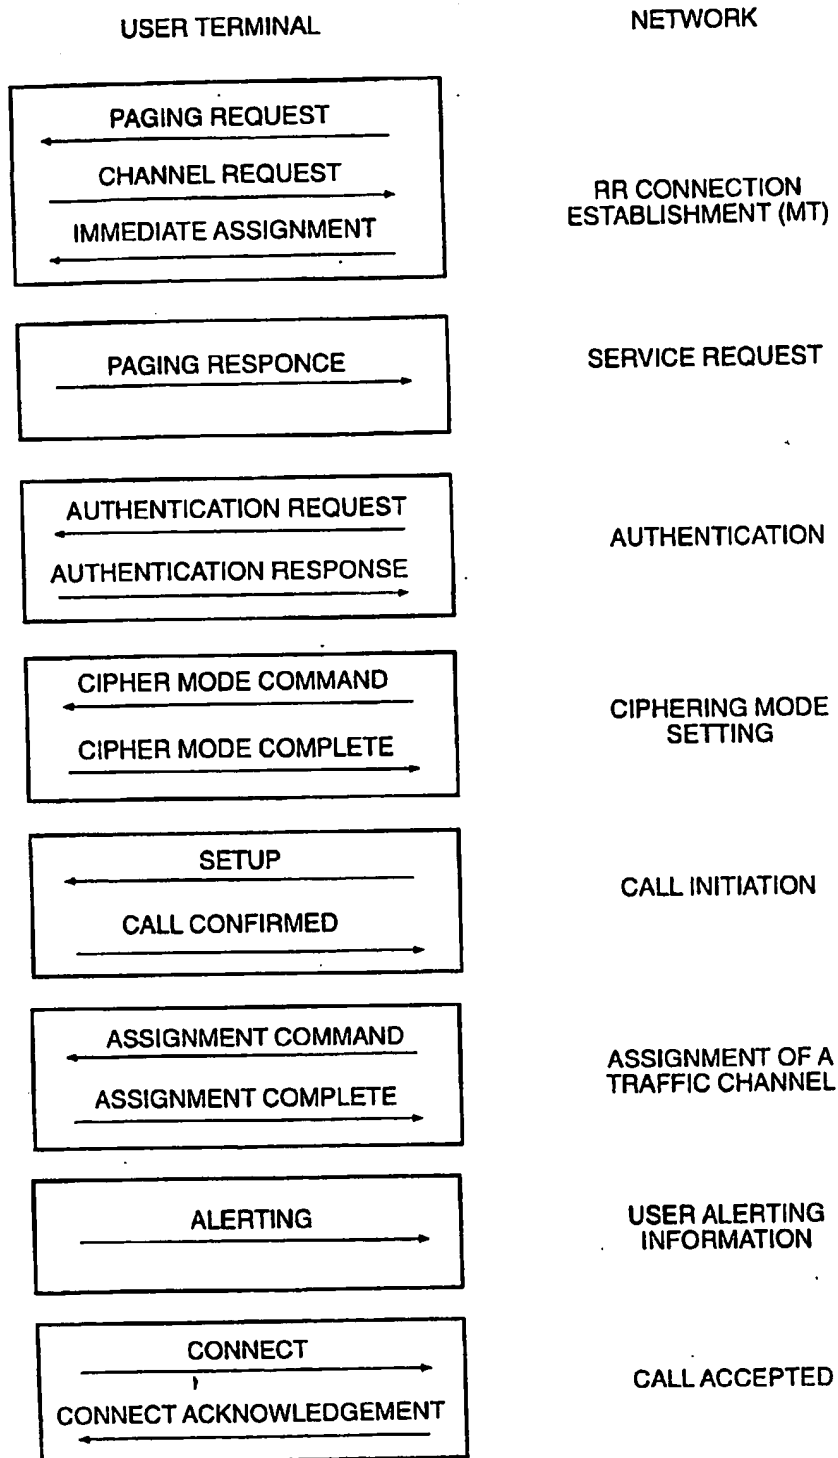 USER TERMINAL
NETWORK
PAGING REQUEST
CHANNEL REQUEST
IMMEDIATE ASSIGNMENT
RR CONNECTION
ESTABLISHMENT (MT)
PAGING RESPONCE
SERVICE REQUEST
AUTHENTICATION REQUEST
AUTHENTICATION RESPONSE
AUTHENTICATION
CIPHER MODE COMMAND
CIPHER MODE COMPLETE
CIPHERING MODE
SETTING
SETUP
CALL CONFIRMED
CALL INITIATION
ASSIGNMENT COMMAND
ASSIGNMENT COMPLETE
ASSIGNMENT OF A
TRAFFIC CHANNEL
ALERTING
USER ALERTING
INFORMATION
CONNECT
CONNECT ACKNOWLEDGEMENT
CALL ACCEPTED